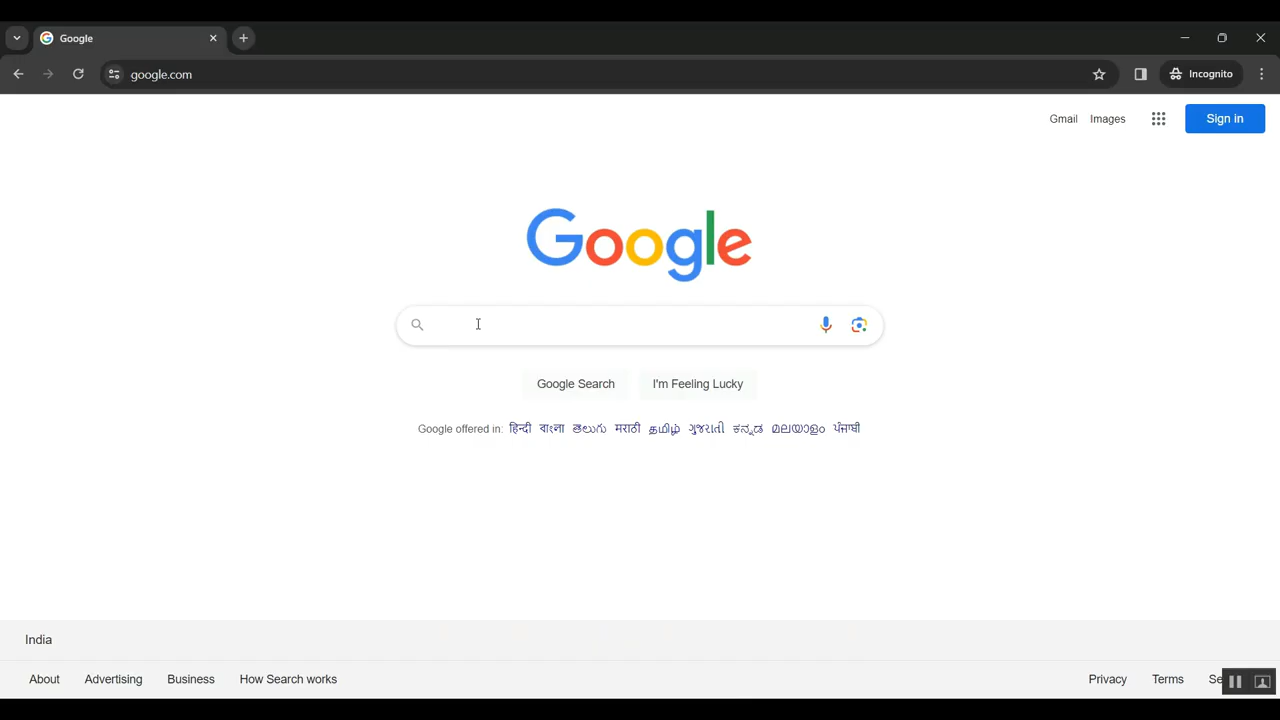 Google
google.com
Incognito
Gmail Images Sign in
Google
Google Search I'm Feeling Lucky
Google offered in: हिन्दी বাংলা తెలుగు मराठी தமிழ் ગુજરાતી ಕನ್ನಡ മലയാളം ਪੰਜਾਬੀ
India
About Advertising Business How Search works Privacy Terms Se